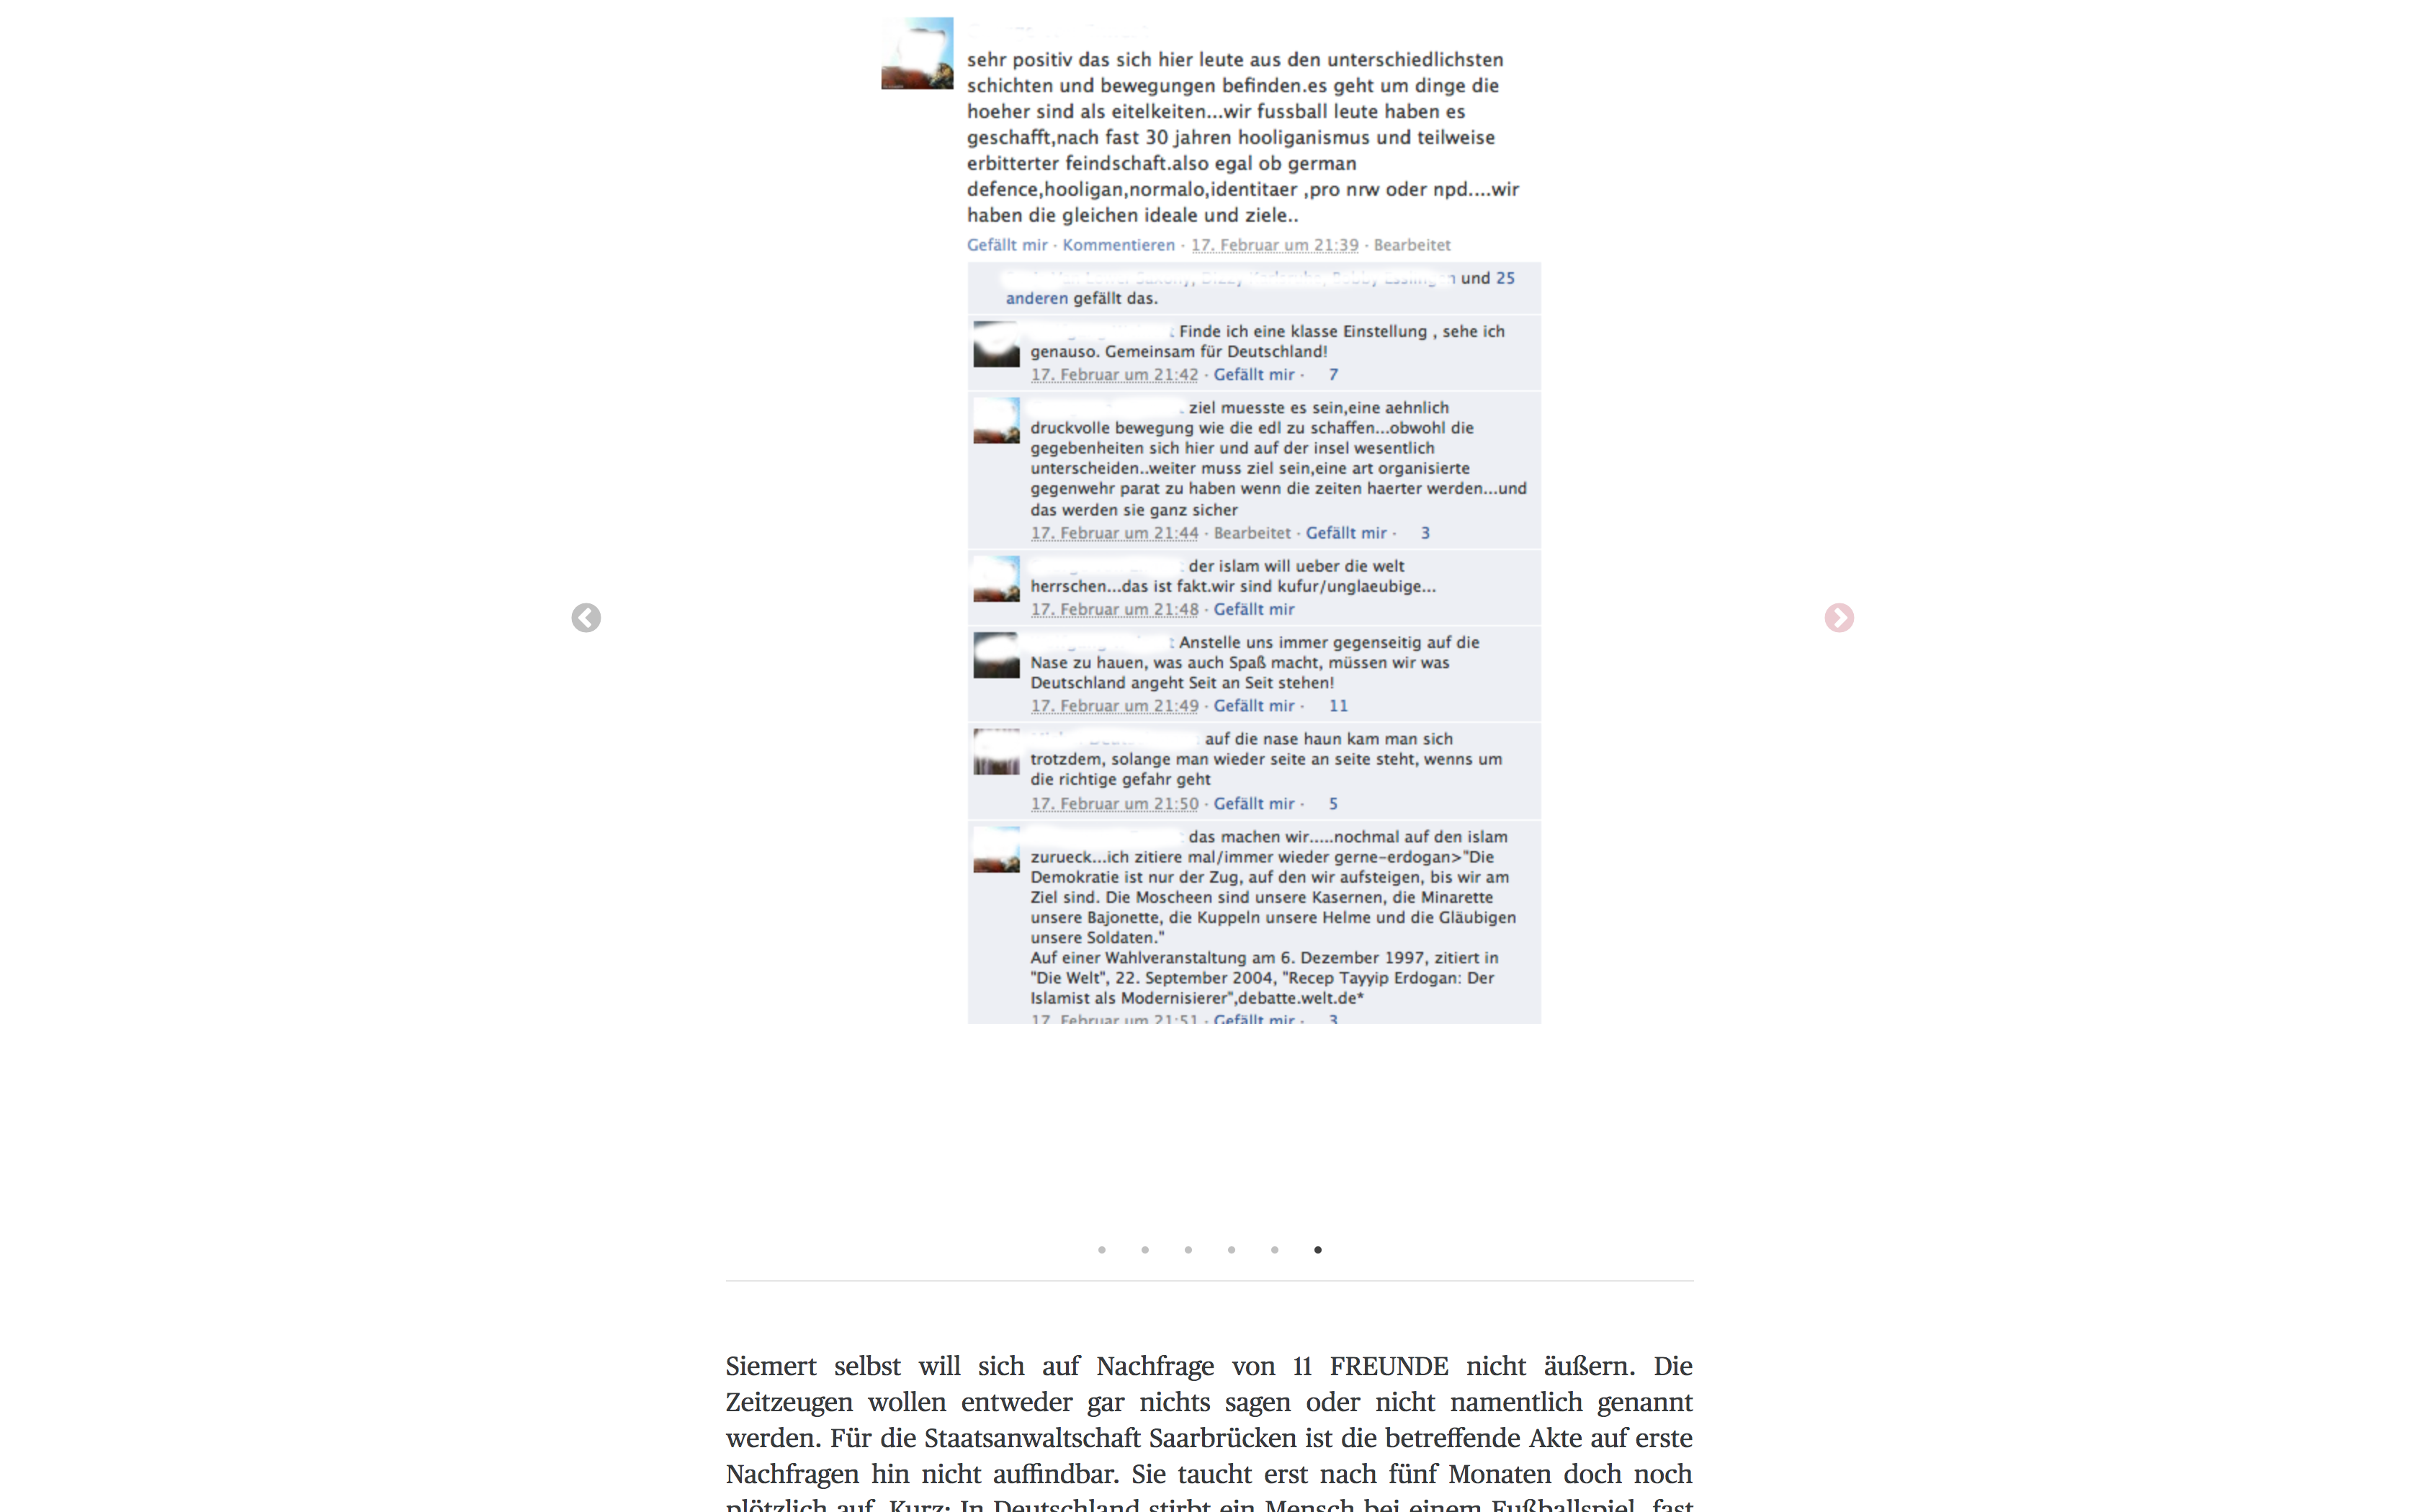 sehr positiv das sich hier leute aus den unterschiedlichsten
schichten und bewegungen befinden.es geht um dinge die
hoeher sind als eitelkeiten...wir fussball leute haben es
geschafft,nach fast 30 jahren hooliganismus und teilweise
erbitterter feindschaft.also egal ob german
defence,hooligan,normalo,identitaer ,pro nrw oder npd....wir
haben die gleichen ideale und ziele..
Gefällt mir · Kommentieren · 17. Februar um 21:39 · Bearbeitet
und 25
anderen gefällt das.
Finde ich eine klasse Einstellung , sehe ich
genauso. Gemeinsam für Deutschland!
17. Februar um 21:42 · Gefällt mir · 7
ziel muesste es sein,eine aehnlich
druckvolle bewegung wie die edl zu schaffen...obwohl die
gegebenheiten sich hier und auf der insel wesentlich
unterscheiden..weiter muss ziel sein,eine art organisierte
gegenwehr parat zu haben wenn die zeiten haerter werden...und
das werden sie ganz sicher
17. Februar um 21:44 · Bearbeitet · Gefällt mir · 3
der islam will ueber die welt
herrschen...das ist fakt.wir sind kufur/unglaeubige...
17. Februar um 21:48 · Gefällt mir
Anstelle uns immer gegenseitig auf die
Nase zu hauen, was auch Spaß macht, müssen wir was
Deutschland angeht Seit an Seit stehen!
17. Februar um 21:49 · Gefällt mir · 11
auf die nase haun kam man sich
trotzdem, solange man wieder seite an seite steht, wenns um
die richtige gefahr geht
17. Februar um 21:50 · Gefällt mir · 5
das machen wir.....nochmal auf den islam
zurueck...ich zitiere mal/immer wieder gerne-erdogan>"Die
Demokratie ist nur der Zug, auf den wir aufsteigen, bis wir am
Ziel sind. Die Moscheen sind unsere Kasernen, die Minarette
unsere Bajonette, die Kuppeln unsere Helme und die Gläubigen
unsere Soldaten."
Auf einer Wahlveranstaltung am 6. Dezember 1997, zitiert in
"Die Welt", 22. September 2004, "Recep Tayyip Erdogan: Der
Islamist als Modernisierer",debatte.welt.de*
17. Februar um 21:51 · Gefällt mir · 3
Siemert selbst will sich auf Nachfrage von 11 FREUNDE nicht äußern. Die
Zeitzeugen wollen entweder gar nichts sagen oder nicht namentlich genannt
werden. Für die Staatsanwaltschaft Saarbrücken ist die betreffende Akte auf erste
Nachfragen hin nicht auffindbar. Sie taucht erst nach fünf Monaten doch noch
plötzlich auf. Kurz: In Deutschland stirbt ein Mensch bei einem Fußballspiel, fast